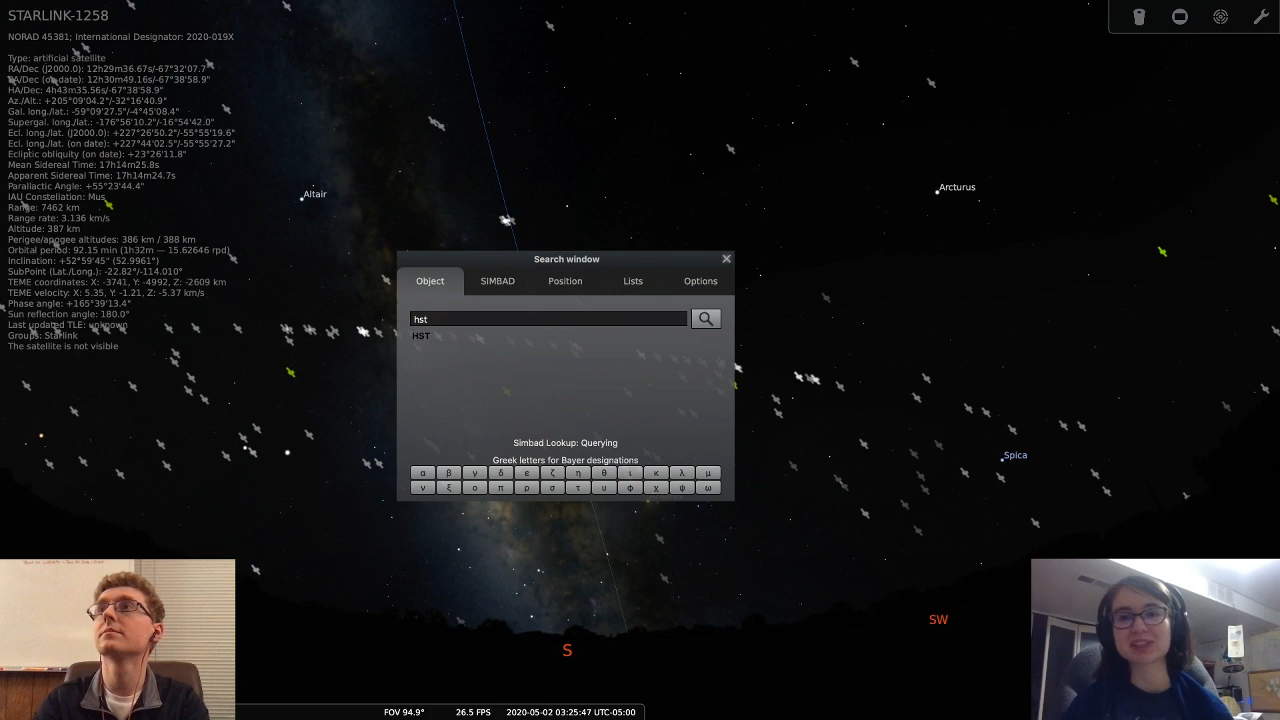 STARLINK-1258
NORAD 45381; International Designator: 2020-019X
Type: artificial satellite
RA/Dec (J2000.0): 12h29m36.67s/-67°32'07.7"
RA/Dec (on date): 12h30m49.16s/-67°38'58.9"
HA/Dec: 4h43m35.56s/-67°38'58.9"
Az./Alt.: +205°09'04.2"/-32°16'40.9"
Gal. long./lat.: -59°09'27.5"/-4°45'08.4"
Supergal. long./lat.: -176°56'10.2"/-16°54'42.0"
Ecl. long./lat. (J2000.0): +227°26'50.2"/-55°55'19.6"
Ecl. long./lat. (on date): +227°44'00.2"/-55°55'27.2"
Ecliptic obliquity (on date): +23°26'11.8"
Mean Sidereal Time: 17h14m25.8s
Apparent Sidereal Time: 17h14m24.7s
Parallactic Angle: +55°23'44.4"
IAU Constellation: Mus
Range: 7462 km
Range rate: 3.136 km/s
Altitude: 387 km
Perigee/apogee altitudes: 386 km / 388 km
Orbital period: 92.15 min (1h32m — 15.62646 rpd)
Inclination: +52°59'45" (52.9961°)
SubPoint (Lat./Long.): -22.82°/-114.010°
TEME coordinates: X: -3741, Y: -4992, Z: -2609 km
TEME velocity: X: 5.35, Y: -1.21, Z: -5.37 km/s
Phase angle: +165°39'13.4"
Sun reflection angle: 180.0°
Last updated TLE: unknown
Groups: Starlink
The satellite is not visible
Altair
Arcturus
Search window
Object SIMBAD Position Lists Options
hst
HST
Simbad Lookup: Querying
Greek letters for Bayer designations
α β γ δ ε ζ η θ ι κ λ μ
ν ξ ο π ρ σ τ υ φ χ ψ ω
Spica
SW
S
FOV 94.9° 26.5 FPS 2020-05-02 03:25:47 UTC-05:00